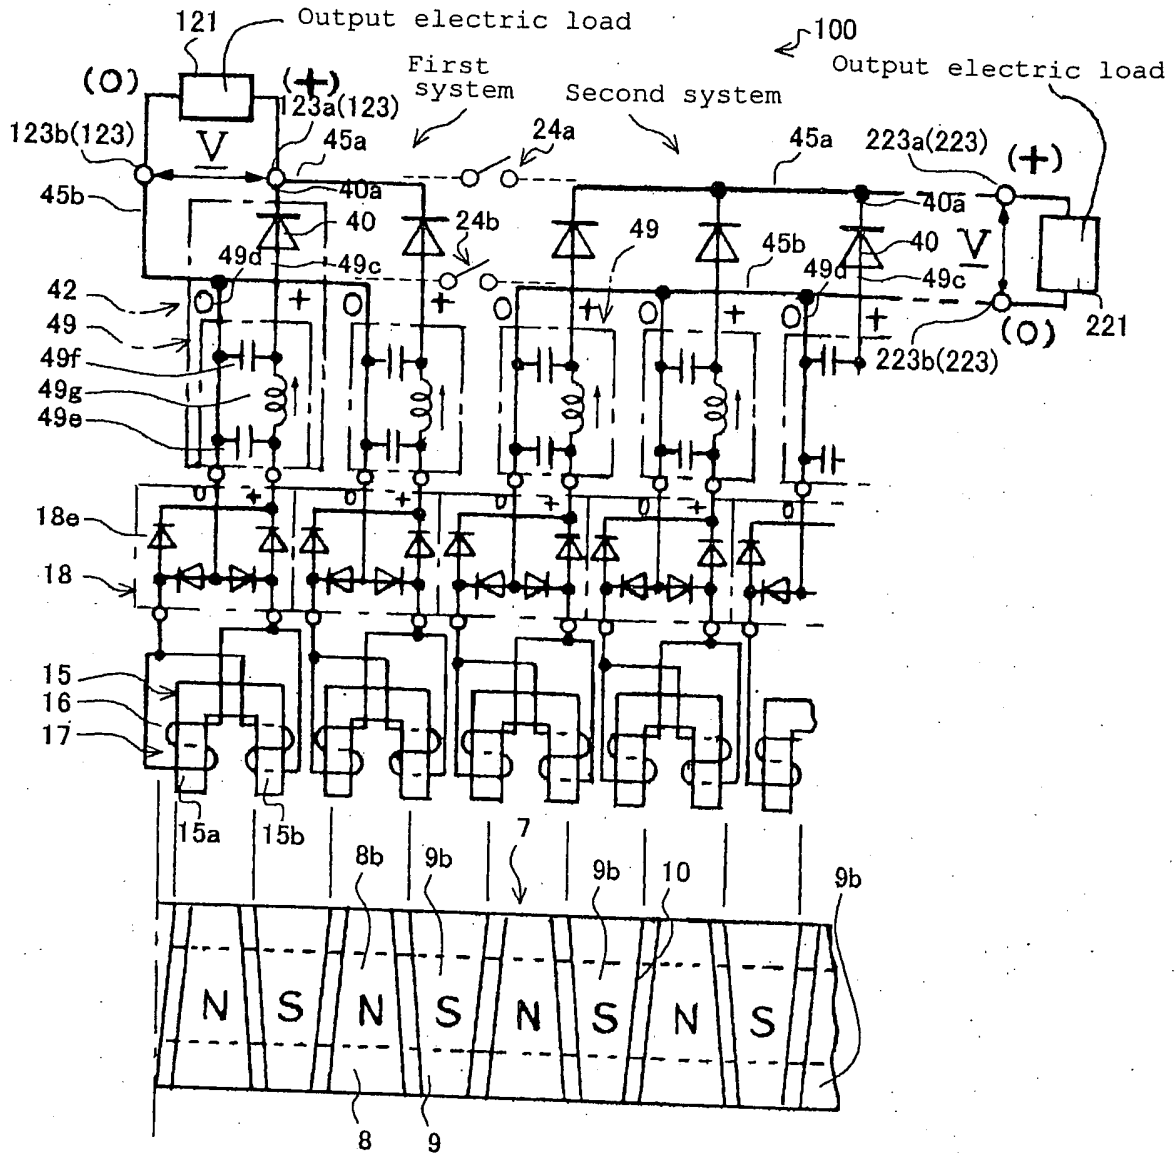 Output electric load
100
121
Output electric load
(O)
(+)
First
system
Second system
123a(123)
123b(123)
V
45a
24a
45a
223a(223)
(+)
40a
40a
45b
40
24b
49
45b
40
V
49d
49c
49d
49c
42
O
+
O
+
O
+
O
+
O
+
(O)
221
49
223b(223)
49f
49g
49e
O
+
O
+
O
+
O
+
O
18e
18
15
16
17
15a
15b
7
8b
9b
9b
10
9b
N
S
N
S
N
S
N
S
8
9